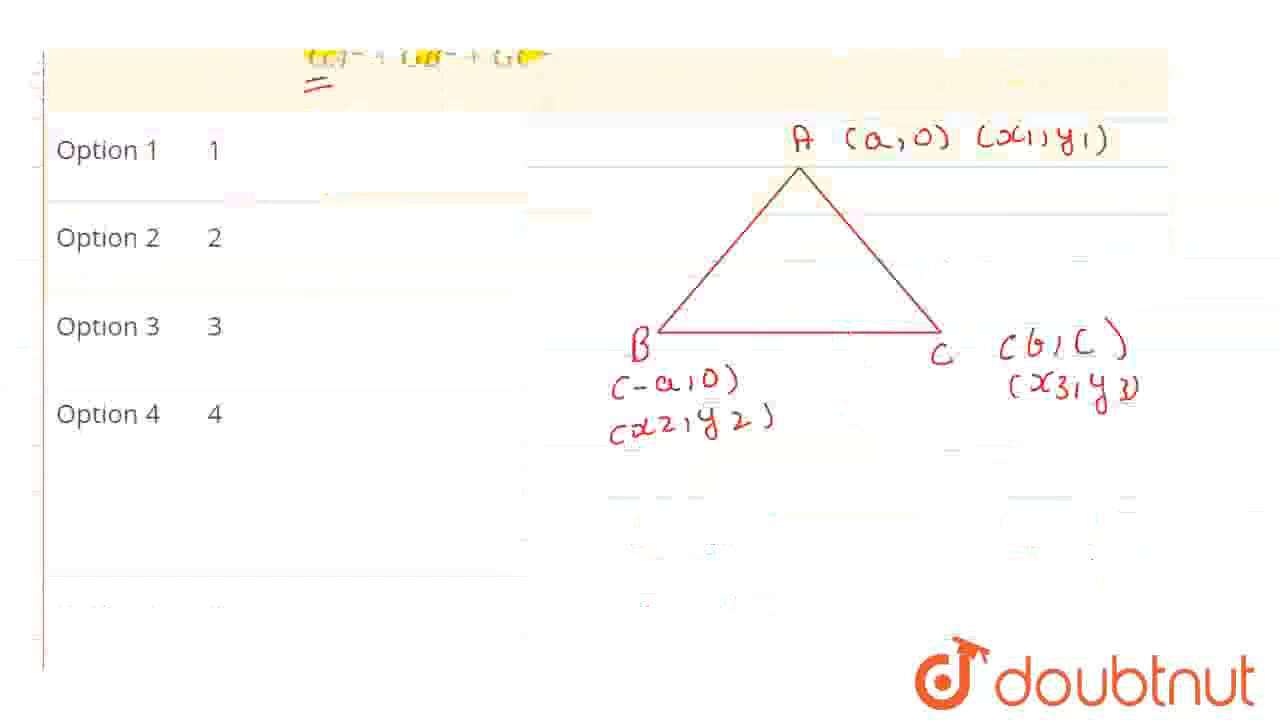 =
Option 1 1
A (a,0) (x1,y1)
Option 2 2
Option 3 3
B
C (b,c)
(-a,0)
(x3,y3)
(x2,y2)
Option 4 4
doubtnut